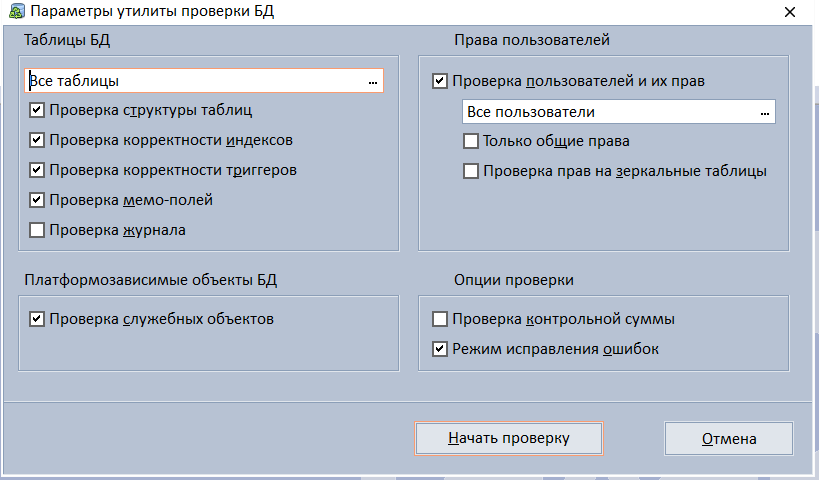 Параметры утилиты проверки БД
Таблицы БД
Все таблицы ...
Проверка структуры таблиц
Проверка корректности индексов
Проверка корректности триггеров
Проверка мемо-полей
Проверка журнала
Права пользователей
Проверка пользователей и их прав
Все пользователи ...
Только общие права
Проверка прав на зеркальные таблицы
Платформозависимые объекты БД
Проверка служебных объектов
Опции проверки
Проверка контрольной суммы
Режим исправления ошибок
Начать проверку
Отмена